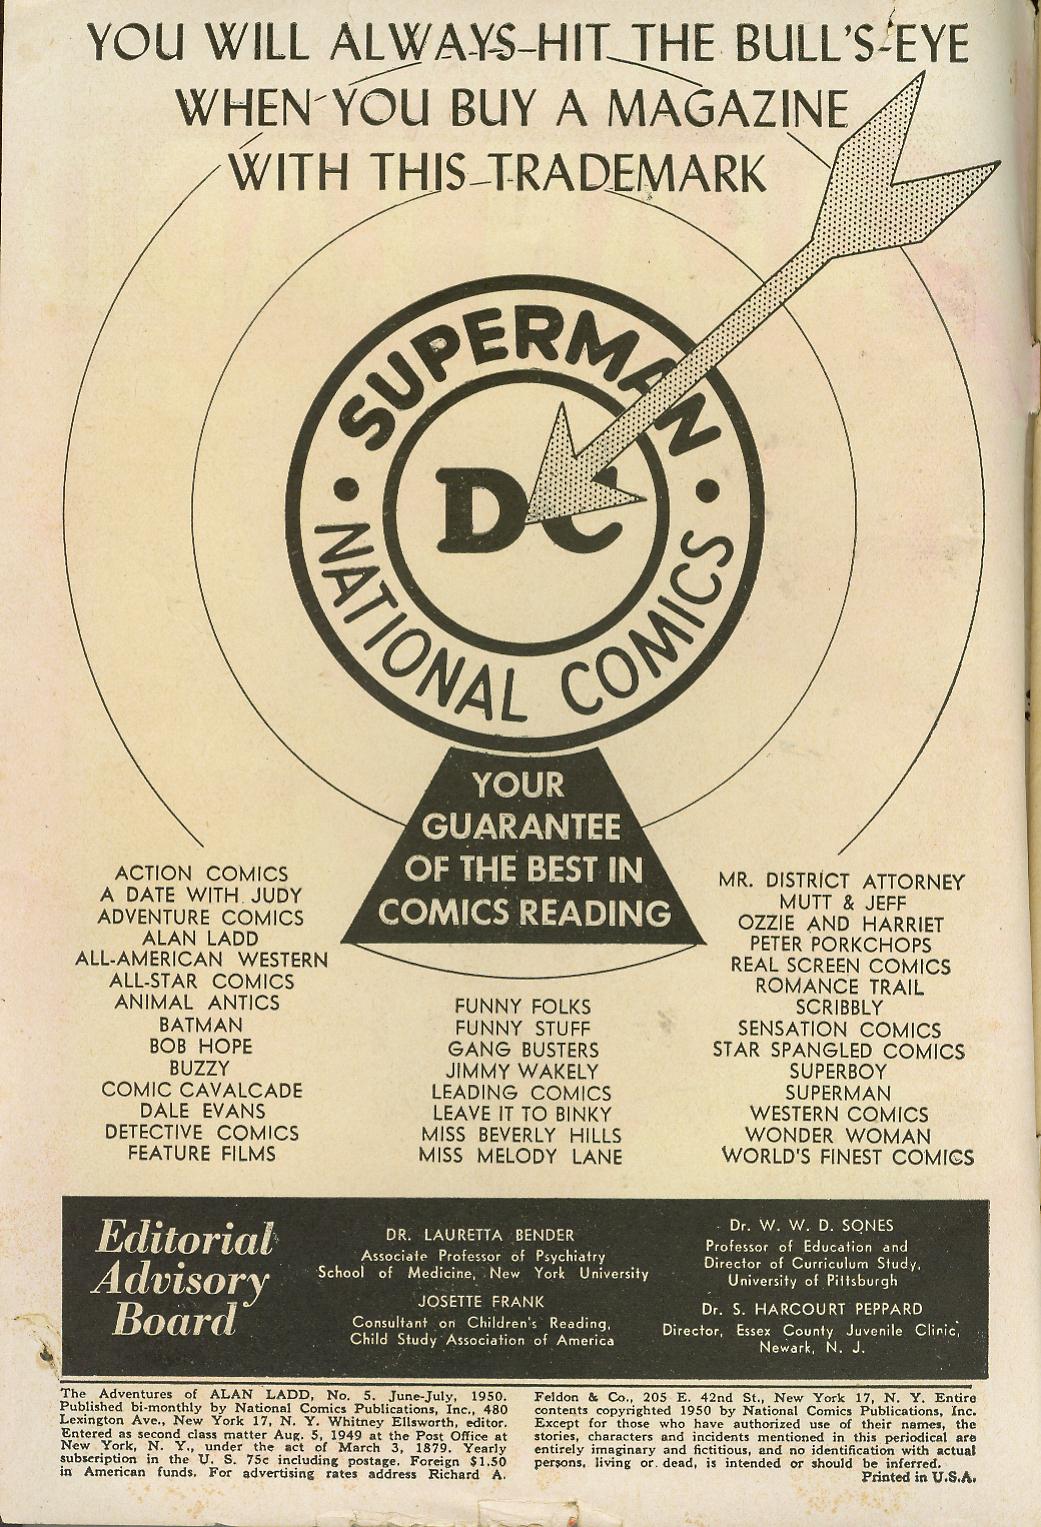 YOU WILL ALWAYS HIT THE BULL'S-EYE
WHEN YOU BUY A MAGAZINE
WITH THIS TRADEMARK
SUPERMAN
DC
NATIONAL COMICS
YOUR
GUARANTEE
OF THE BEST IN
COMICS READING
ACTION COMICS
A DATE WITH JUDY
ADVENTURE COMICS
ALAN LADD
ALL-AMERICAN WESTERN
ALL-STAR COMICS
ANIMAL ANTICS
BATMAN
BOB HOPE
BUZZY
COMIC CAVALCADE
DALE EVANS
DETECTIVE COMICS
FEATURE FILMS
FUNNY FOLKS
FUNNY STUFF
GANG BUSTERS
JIMMY WAKELY
LEADING COMICS
LEAVE IT TO BINKY
MISS BEVERLY HILLS
MISS MELODY LANE
MR. DISTRICT ATTORNEY
MUTT & JEFF
OZZIE AND HARRIET
PETER PORKCHOPS
REAL SCREEN COMICS
ROMANCE TRAIL
SCRIBBLY
SENSATION COMICS
STAR SPANGLED COMICS
SUPERBOY
SUPERMAN
WESTERN COMICS
WONDER WOMAN
WORLD'S FINEST COMICS
Editorial
Advisory
Board
DR. LAURETTA BENDER
Associate Professor of Psychiatry
School of Medicine, New York University
JOSETTE FRANK
Consultant on Children's Reading,
Child Study Association of America
Dr. W. W. D. SONES
Professor of Education and
Director of Curriculum Study,
University of Pittsburgh
Dr. S. HARCOURT PEPPARD
Director, Essex County Juvenile Clinic,
Newark, N. J.
The Adventures of ALAN LADD, No. 5. June-July, 1950.
Published bi-monthly by National Comics Publications, Inc., 480
Lexington Ave., New York 17, N. Y. Whitney Ellsworth, editor.
Entered as second class matter Aug. 5, 1949 at the Post Office at
New York, N. Y., under the act of March 3, 1879. Yearly
subscription in the U. S. 75c including postage. Foreign $1.50
in American funds. For advertising rates address Richard A.
Feldon & Co., 205 E. 42nd St., New York 17, N. Y. Entire
contents copyrighted 1950 by National Comics Publications, Inc.
Except for those who have authorized use of their names, the
stories, characters and incidents mentioned in this periodical are
entirely imaginary and fictitious, and no identification with actual
persons, living or dead, is intended or should be inferred.
Printed in U.S.A.